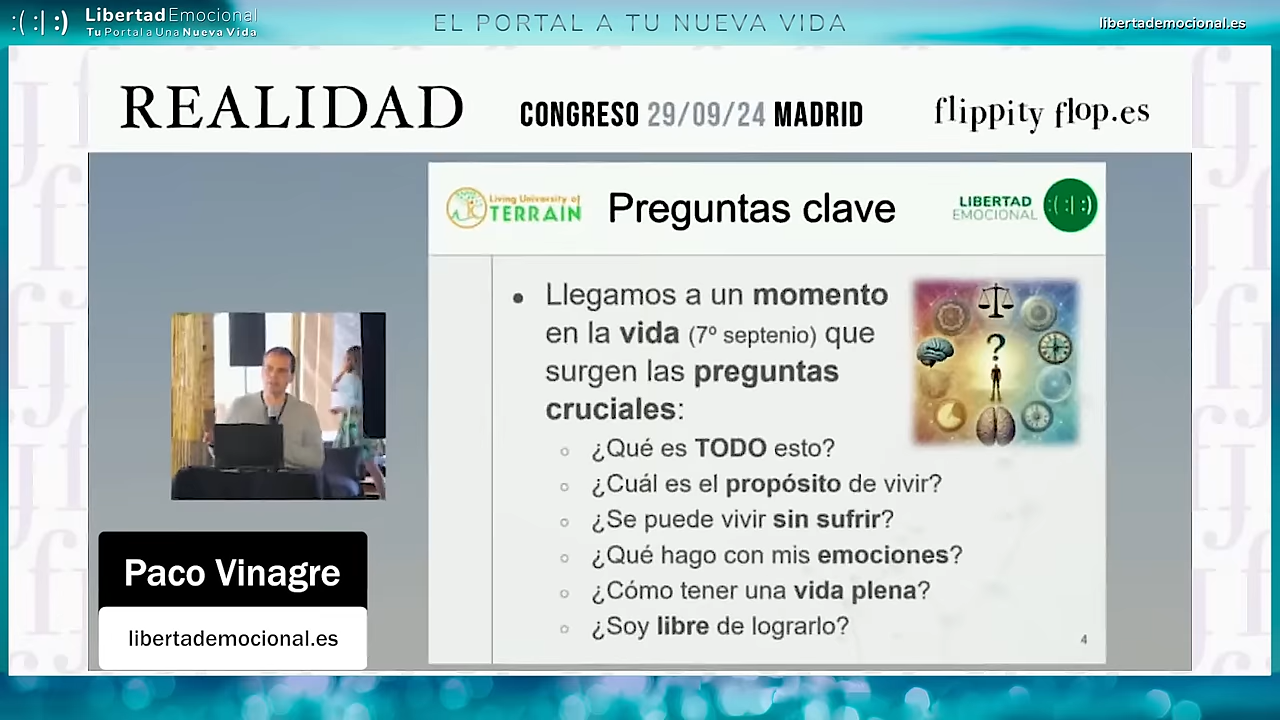 :(:|:) LibertadEmocional
Tu Portal a Una Nueva Vida
EL PORTAL A TU NUEVA VIDA
libertademocional.es
REALIDAD
CONGRESO 29/09/24 MADRID
flippity flop.es
Living University of
TERRAIN
Preguntas clave
LIBERTAD
EMOCIONAL
:(:|:)
• Llegamos a un momento
en la vida (7º septenio) que
surgen las preguntas
cruciales:
○ ¿Qué es TODO esto?
○ ¿Cuál es el propósito de vivir?
○ ¿Se puede vivir sin sufrir?
○ ¿Qué hago con mis emociones?
○ ¿Cómo tener una vida plena?
○ ¿Soy libre de lograrlo?
?
4
Paco Vinagre
libertademocional.es